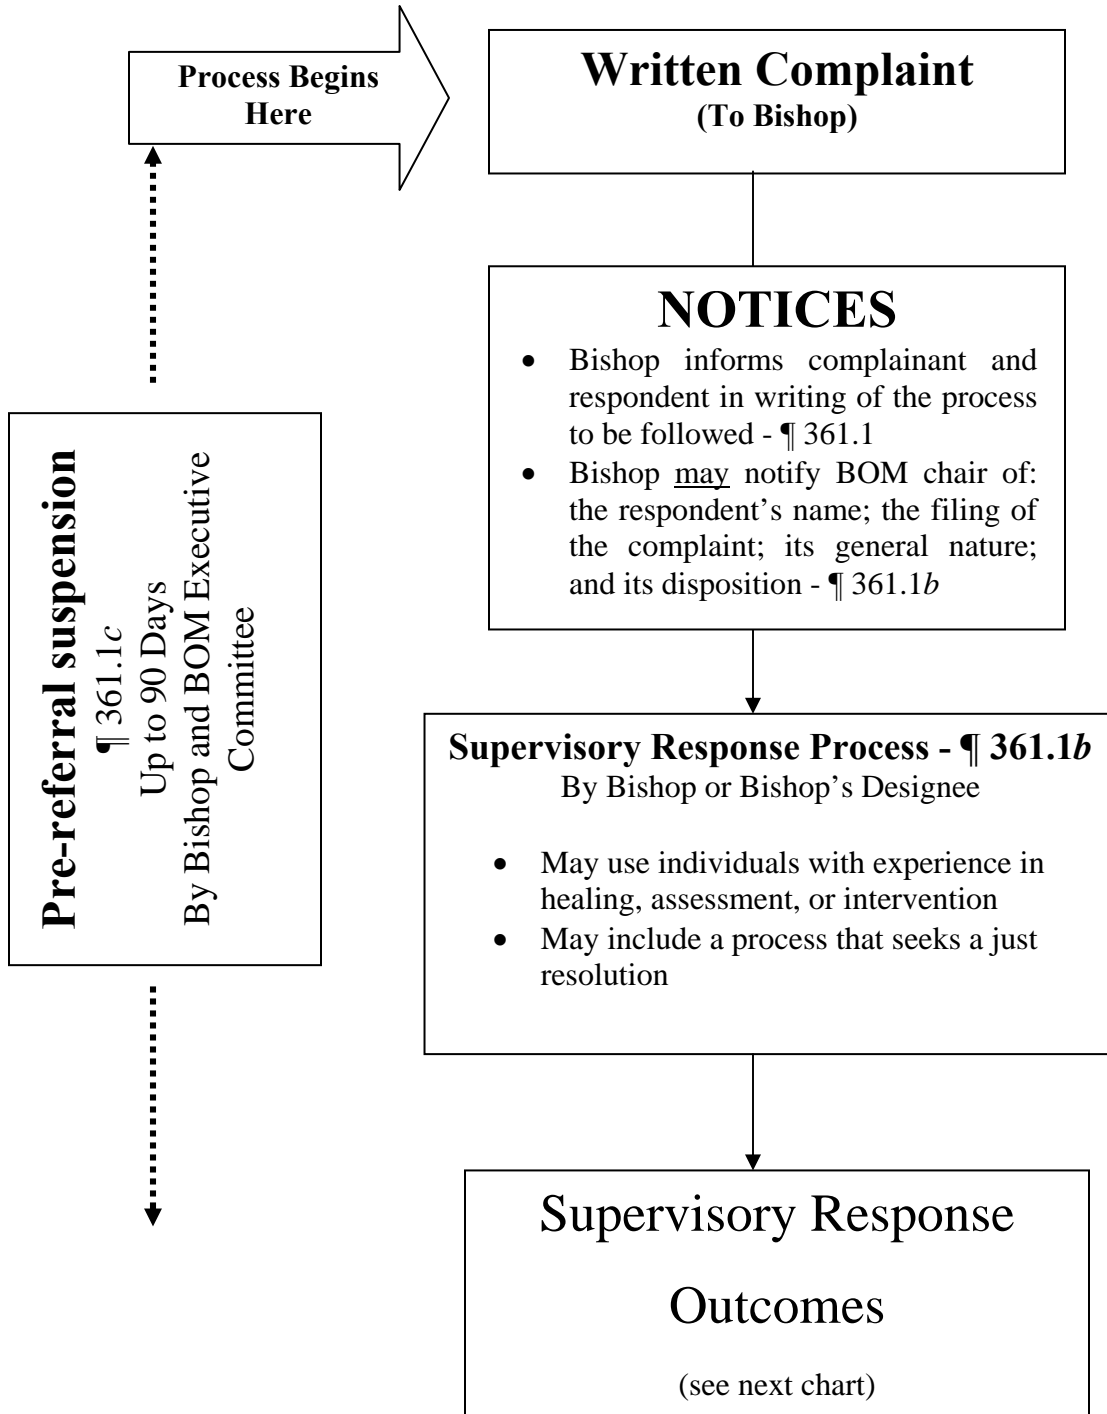 Process Begins
Here
Written Complaint
(To Bishop)
NOTICES
• Bishop informs complainant and
respondent in writing of the process
to be followed - ¶ 361.1
• Bishop may notify BOM chair of:
the respondent’s name; the filing of
the complaint; its general nature;
and its disposition - ¶ 361.1b
Pre-referral suspension
¶ 361.1c
Up to 90 Days
By Bishop and BOM Executive
Committee
Supervisory Response Process - ¶ 361.1b
By Bishop or Bishop’s Designee
• May use individuals with experience in
healing, assessment, or intervention
• May include a process that seeks a just
resolution
Supervisory Response
Outcomes
(see next chart)